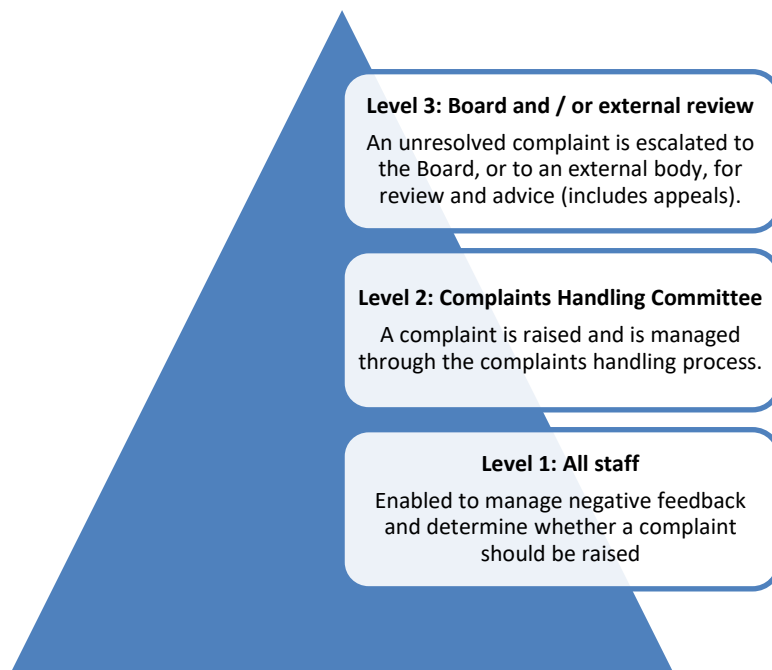 Level 3: Board and / or external review
An unresolved complaint is escalated to
the Board, or to an external body, for
review and advice (includes appeals).
Level 2: Complaints Handling Committee
A complaint is raised and is managed
through the complaints handling process.
Level 1: All staff
Enabled to manage negative feedback
and determine whether a complaint
should be raised